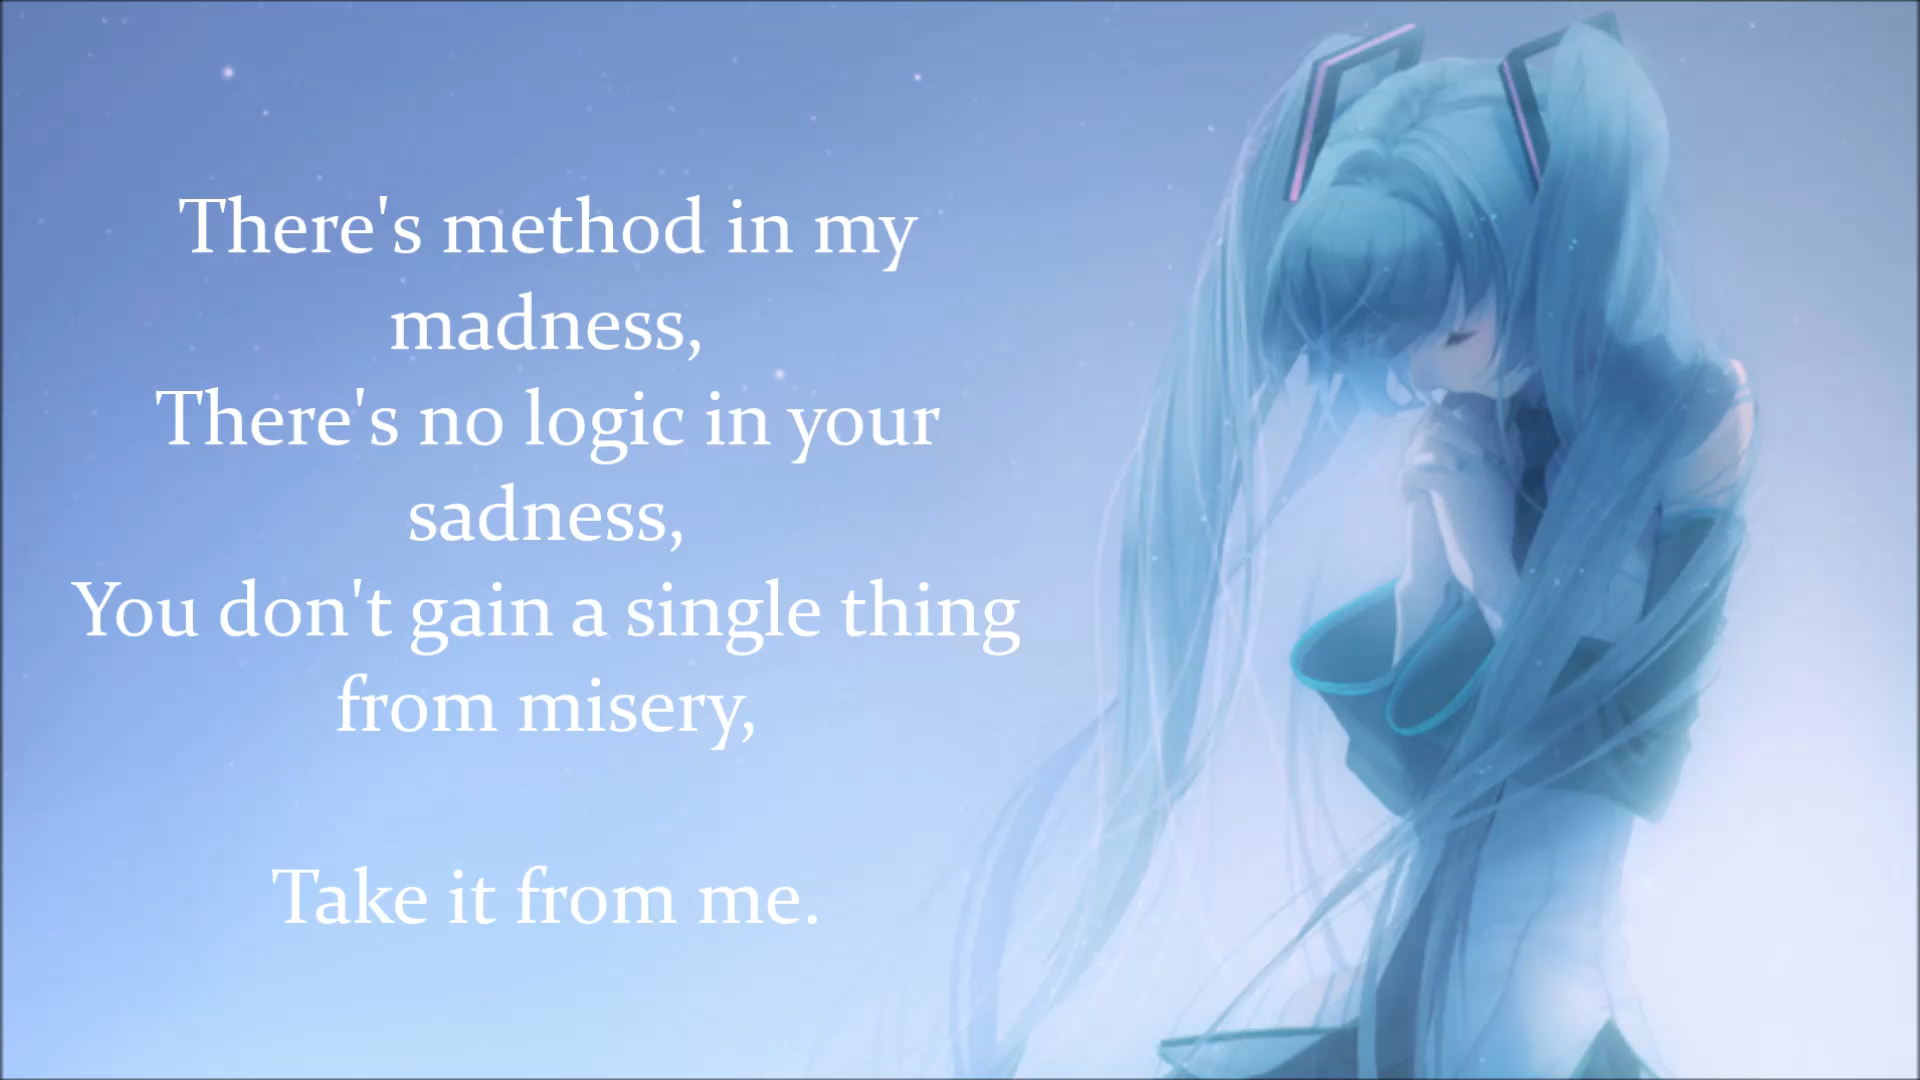 There's method in my
madness,
There's no logic in your
sadness,
You don't gain a single thing
from misery,
Take it from me.